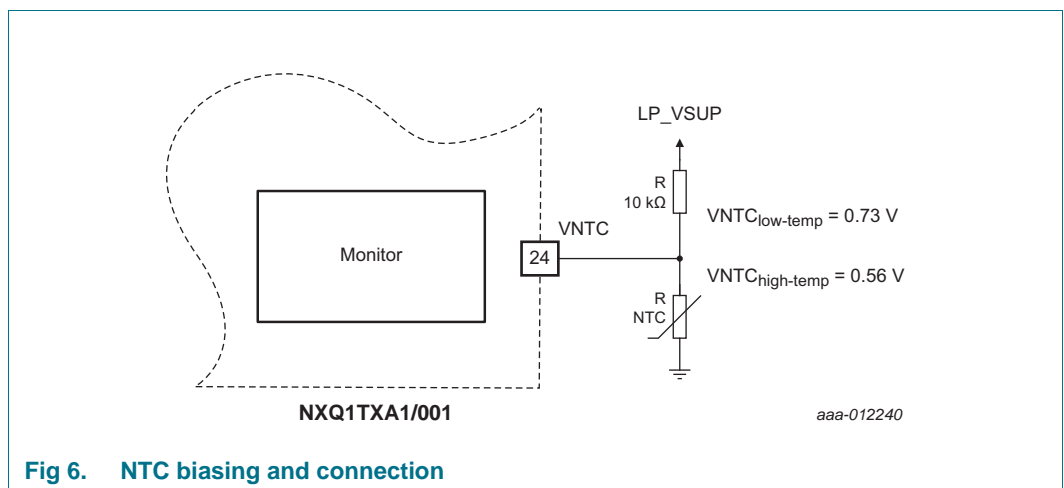 LP_VSUP
R
10 kΩ
VNTClow-temp = 0.73 V
VNTC
Monitor
24
VNTChigh-temp = 0.56 V
R
NTC
NXQ1TXA1/001
aaa-012240
Fig 6. NTC biasing and connection